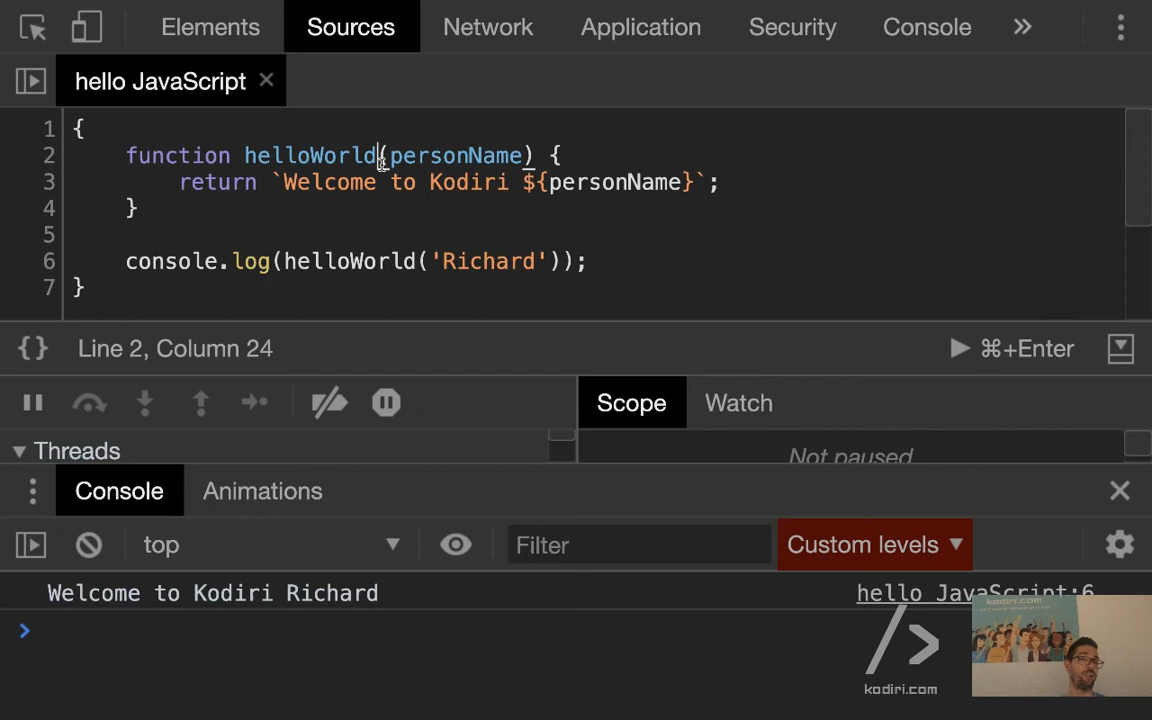 Elements Sources Network Application Security Console »
hello JavaScript ×
1 {
2 function helloWorld(personName) {
3 return `Welcome to Kodiri ${personName}`;
4 }
5
6 console.log(helloWorld('Richard'));
7 }
{} Line 2, Column 24 ⌘+Enter
Scope Watch
Threads
Not paused
Console Animations
top Filter Custom levels
Welcome to Kodiri Richard hello JavaScript:6
>
kodiri.com
/>
kodiri.com